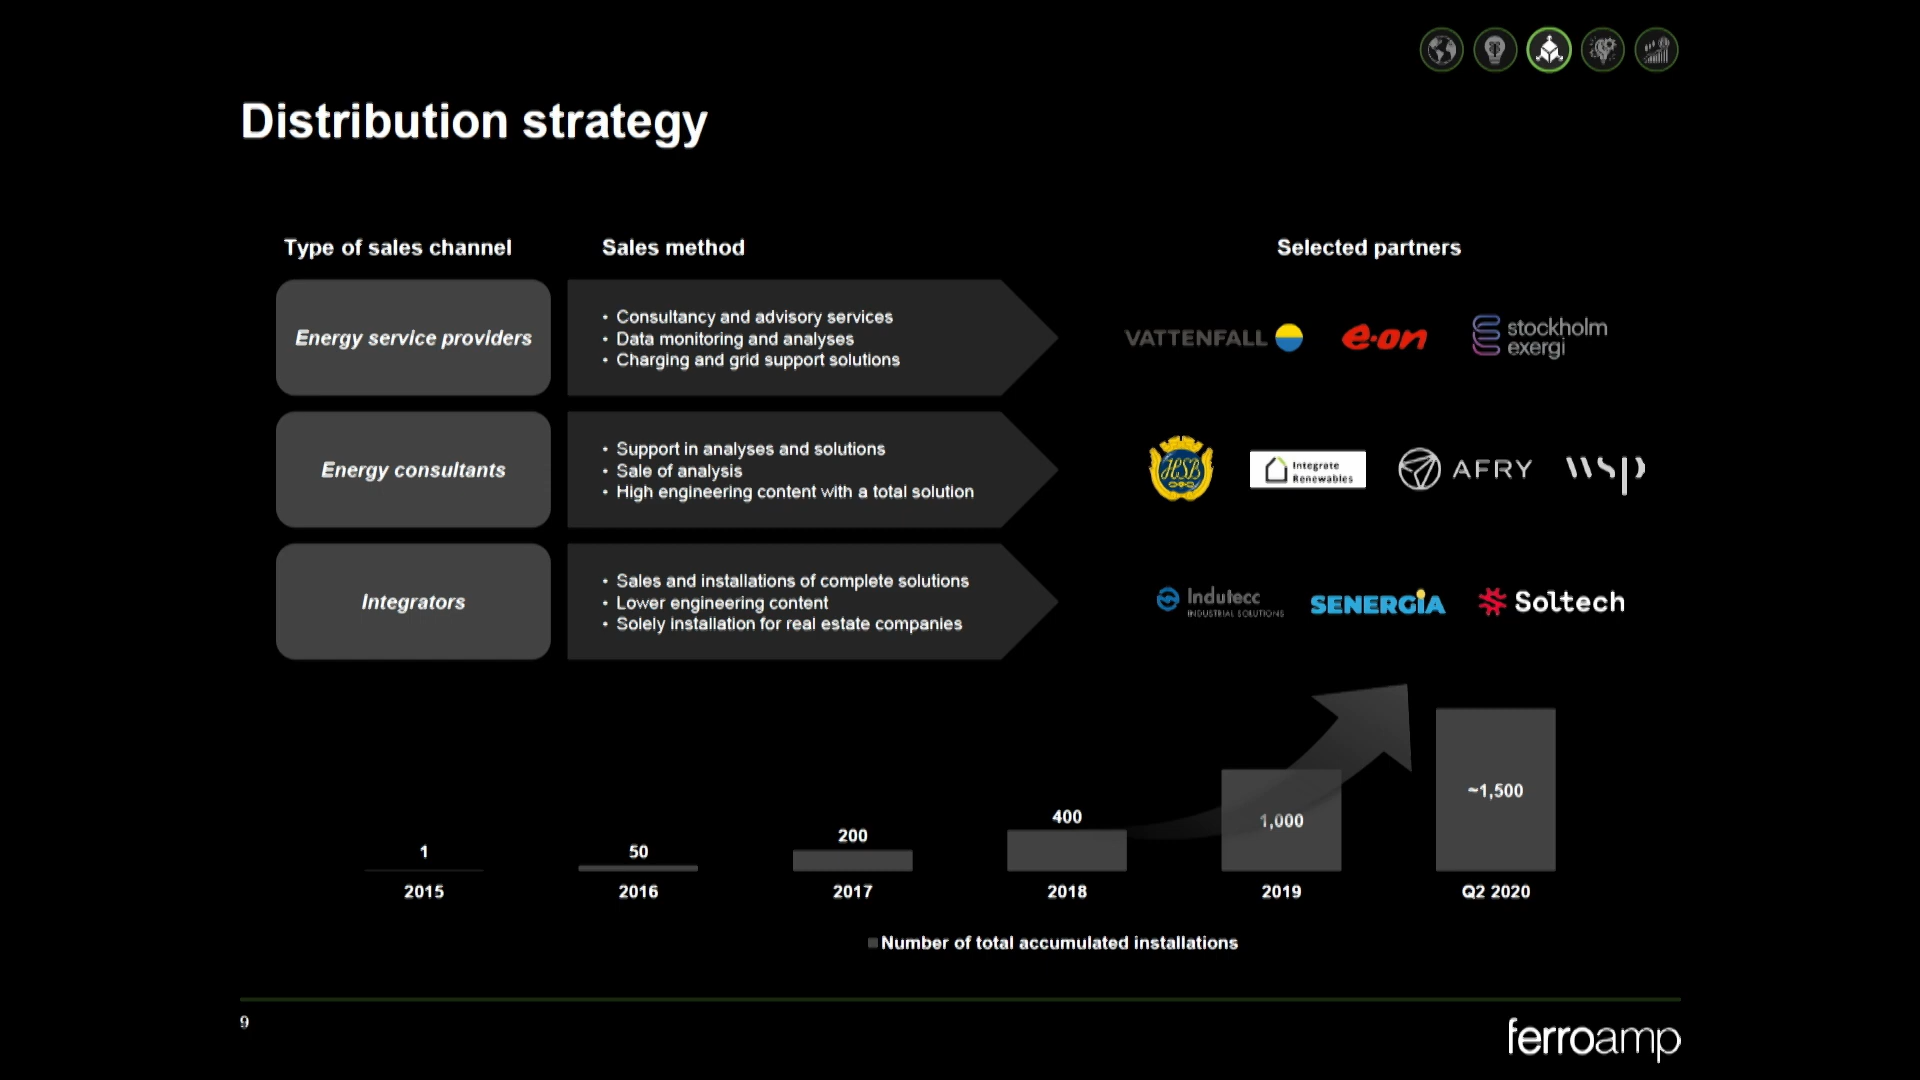 Distribution strategy
Type of sales channel
Sales method
Selected partners
Energy service providers
• Consultancy and advisory services
• Data monitoring and analyses
• Charging and grid support solutions
VATTENFALL
e·on
stockholm
exergi
Energy consultants
• Support in analyses and solutions
• Sale of analysis
• High engineering content with a total solution
HSB
Integrate
Renewables
AFRY
wsp
Integrators
• Sales and installations of complete solutions
• Lower engineering content
• Solely installation for real estate companies
Indutecc
INDUSTRIAL SOLUTIONS
SENERGIA
Soltech
1
50
200
400
1,000
~1,500
2015
2016
2017
2018
2019
Q2 2020
Number of total accumulated installations
9
ferroamp